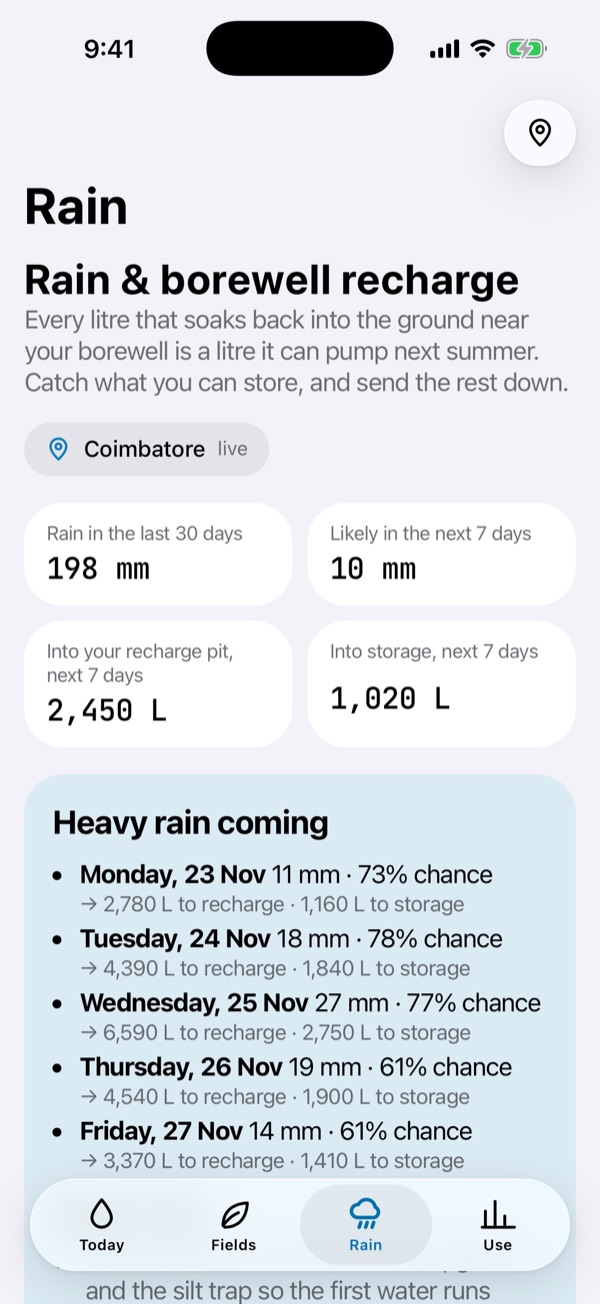 9:41
Rain
Rain & borewell recharge
Every litre that soaks back into the ground near
your borewell is a litre it can pump next summer.
Catch what you can store, and send the rest down.
Coimbatore live
Rain in the last 30 days
198 mm
Likely in the next 7 days
10 mm
Into your recharge pit,
next 7 days
2,450 L
Into storage, next 7 days
1,020 L
Heavy rain coming
• Monday, 23 Nov 11 mm · 73% chance
→ 2,780 L to recharge · 1,160 L to storage
• Tuesday, 24 Nov 18 mm · 78% chance
→ 4,390 L to recharge · 1,840 L to storage
• Wednesday, 25 Nov 27 mm · 77% chance
→ 6,590 L to recharge · 2,750 L to storage
• Thursday, 26 Nov 19 mm · 61% chance
→ 4,540 L to recharge · 1,900 L to storage
• Friday, 27 Nov 14 mm · 61% chance
→ 3,370 L to recharge · 1,410 L to storage
Today
Fields
Rain
Use
and the silt trap so the first water runs